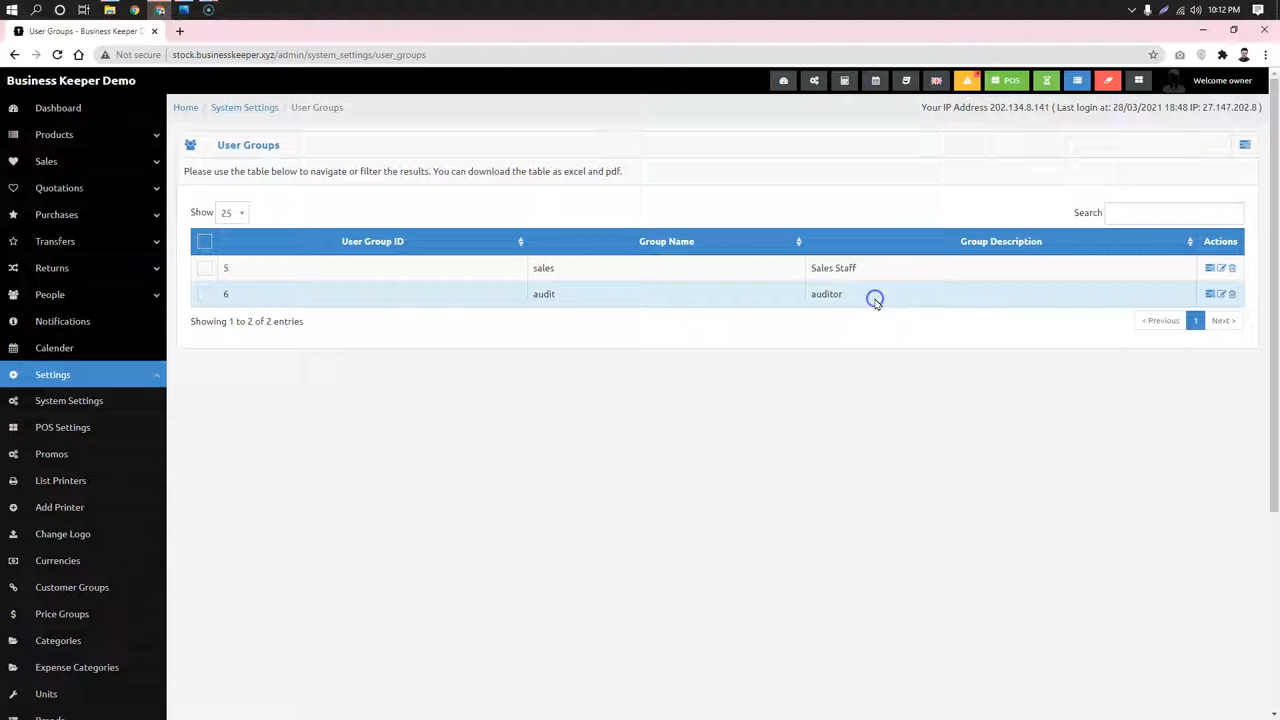 10:12 PM
User Groups - Business Keeper D
Not secure stock.businesskeeper.xyz/admin/system_settings/user_groups
Business Keeper Demo
POS
Welcome owner
Home System Settings User Groups
Your IP Address 202.134.8.141 ( Last login at: 28/03/2021 18:48 IP: 27.147.202.8 )
Dashboard
Products
Sales
Quotations
Purchases
Transfers
Returns
People
Notifications
Calender
Settings
System Settings
POS Settings
Promos
List Printers
Add Printer
Change Logo
Currencies
Customer Groups
Price Groups
Categories
Expense Categories
Units
User Groups
Please use the table below to navigate or filter the results. You can download the table as excel and pdf.
Show 25
Search
User Group ID Group Name Group Description Actions
5 sales Sales Staff
6 audit auditor
Showing 1 to 2 of 2 entries
< Previous 1 Next >